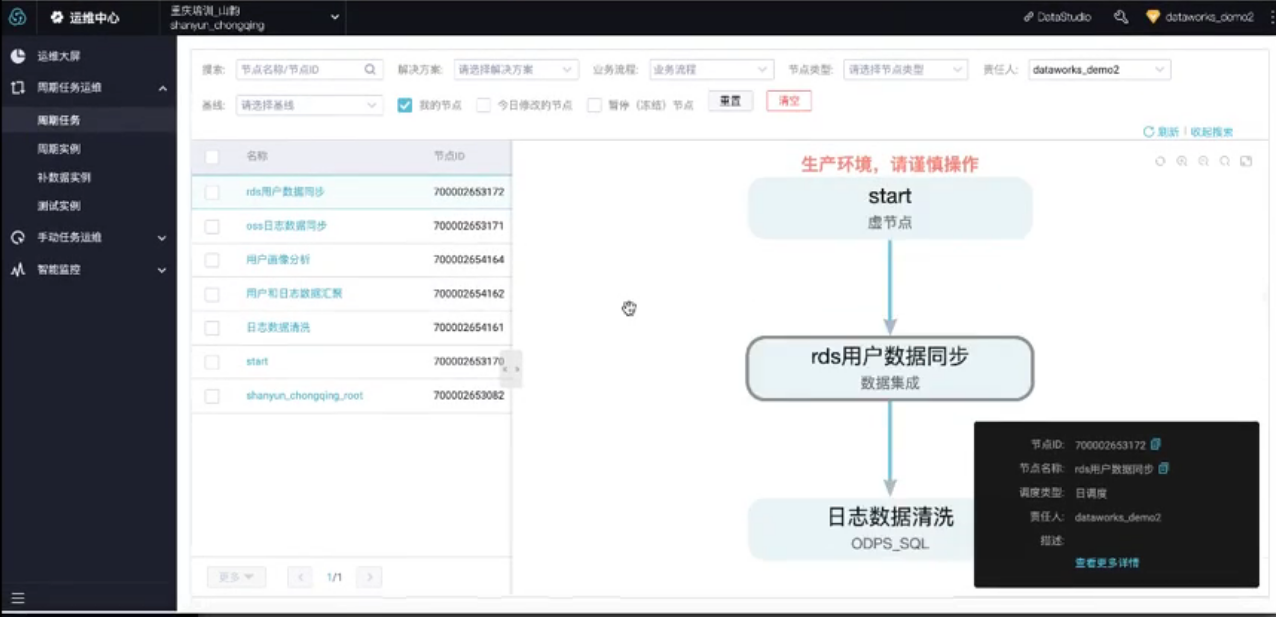 运维中心
重庆培训_山韵
shanyun_chongqing
DataStudio
dataworks_demo2
运维大屏
周期任务运维
周期任务
周期实例
补数据实例
测试实例
手动任务运维
智能监控
搜索: 节点名称/节点ID 解决方案: 请选择解决方案 业务流程: 业务流程 节点类型: 请选择节点类型 责任人: dataworks_demo2
基线: 请选择基线 我的节点 今日修改的节点 暂停（冻结）节点 重置 清空
刷新 | 收起搜索
名称 节点ID
rds用户数据同步 700002653172
oss日志数据同步 700002653171
用户画像分析 700002654164
用户和日志数据汇聚 700002654162
日志数据清洗 700002654161
start 700002653170
shanyun_chongqing_root 700002653082
更多 1/1
生产环境，请谨慎操作
start
虚节点
rds用户数据同步
数据集成
日志数据清洗
ODPS_SQL
节点ID: 700002653172
节点名称: rds用户数据同步
调度类型: 日调度
责任人: dataworks_demo2
描述:
查看更多详情